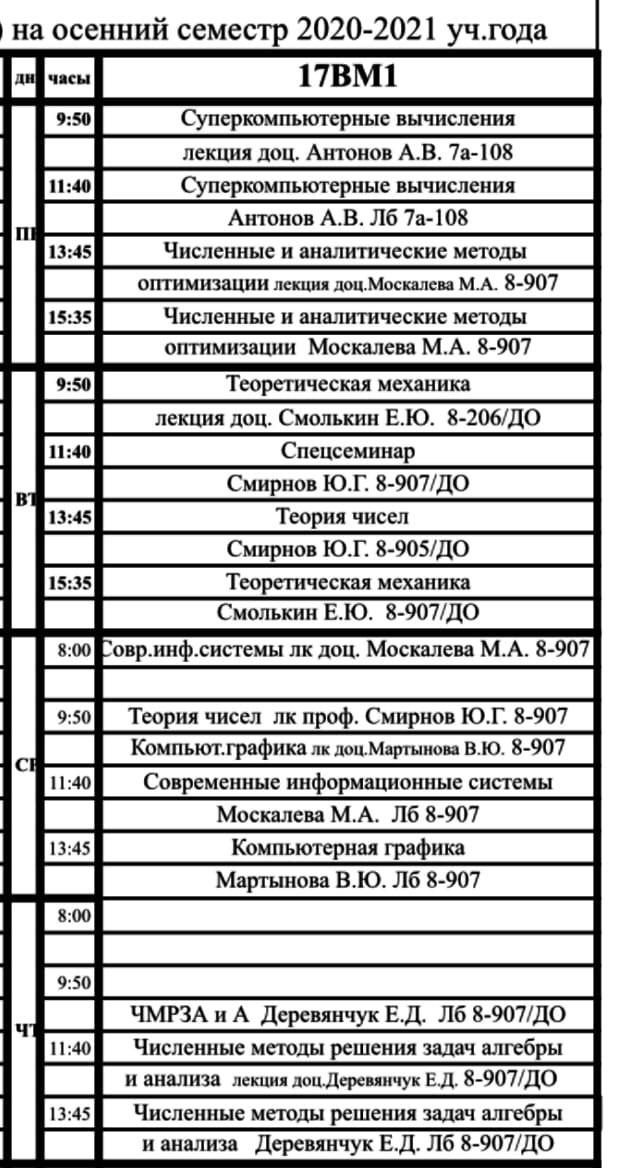 ) на осенний семестр 2020-2021 уч.года
дн часы 17ВМ1
9:50 Суперкомпьютерные вычисления
лекция доц. Антонов А.В. 7а-108
11:40 Суперкомпьютерные вычисления
Антонов А.В. Лб 7а-108
ПН
13:45 Численные и аналитические методы
оптимизации лекция доц.Москалева М.А. 8-907
15:35 Численные и аналитические методы
оптимизации Москалева М.А. 8-907
9:50 Теоретическая механика
лекция доц. Смолькин Е.Ю. 8-206/ДО
11:40 Спецсеминар
Смирнов Ю.Г. 8-907/ДО
ВТ
13:45 Теория чисел
Смирнов Ю.Г. 8-905/ДО
15:35 Теоретическая механика
Смолькин Е.Ю. 8-907/ДО
8:00 Совр.инф.системы лк доц. Москалева М.А. 8-907
9:50 Теория чисел лк проф. Смирнов Ю.Г. 8-907
Компьют.графика лк доц.Мартынова В.Ю. 8-907
СР
11:40 Современные информационные системы
Москалева М.А. Лб 8-907
13:45 Компьютерная графика
Мартынова В.Ю. Лб 8-907
8:00
9:50
ЧМРЗА и А Деревянчук Е.Д. Лб 8-907/ДО
ЧТ
11:40 Численные методы решения задач алгебры
и анализа лекция доц.Деревянчук Е.Д. 8-907/ДО
13:45 Численные методы решения задач алгебры
и анализа Деревянчук Е.Д. Лб 8-907/ДО